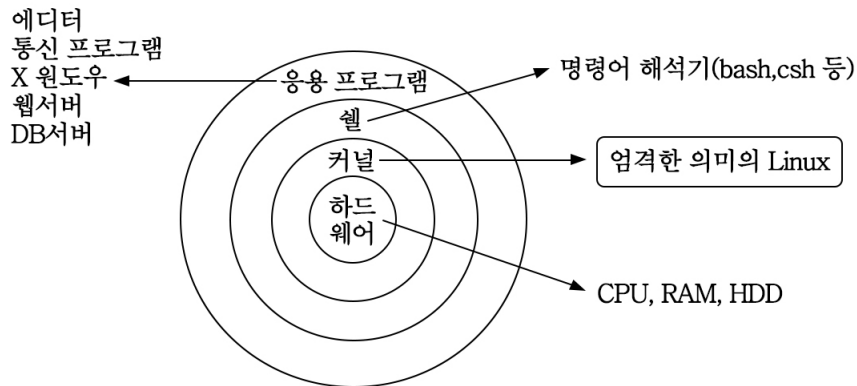 에디터
통신 프로그램
X 윈도우
웹서버
DB서버
응용 프로그램
쉘
커널
하드
웨어
명령어 해석기(bash,csh 등)
엄격한 의미의 Linux
CPU, RAM, HDD